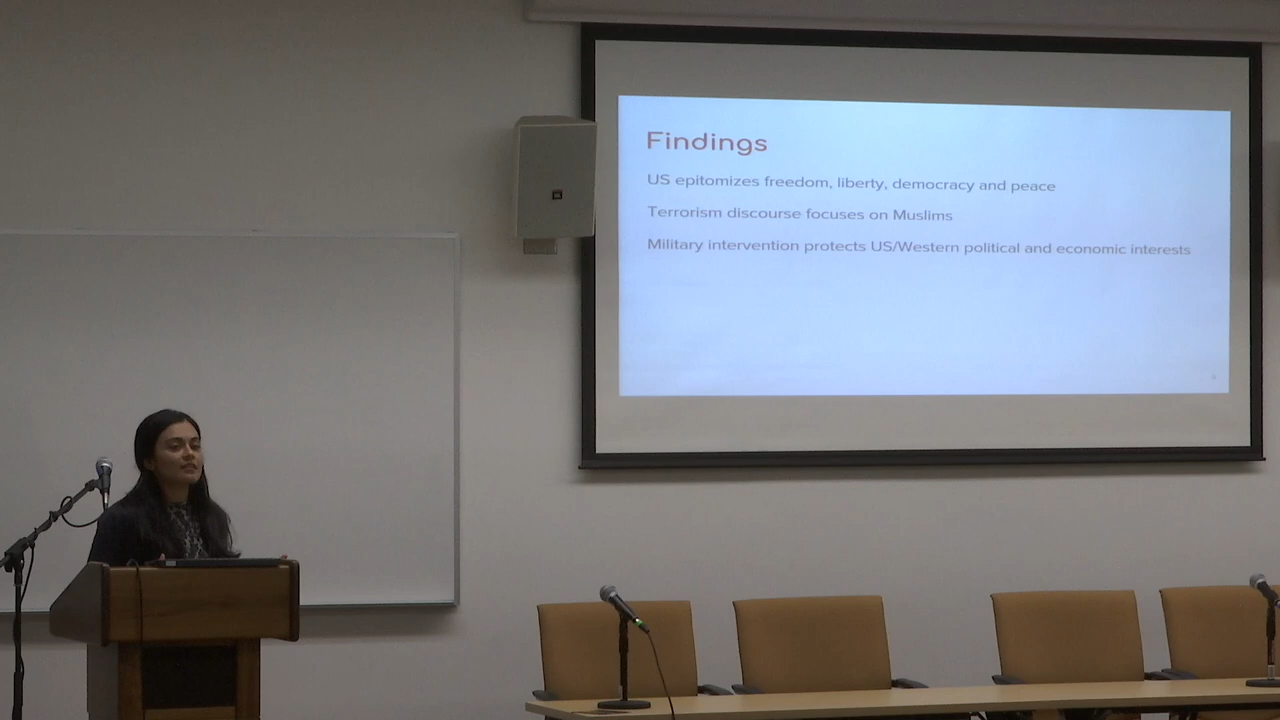 Findings
US epitomizes freedom, liberty, democracy and peace
Terrorism discourse focuses on Muslims
Military intervention protects US/Western political and economic interests